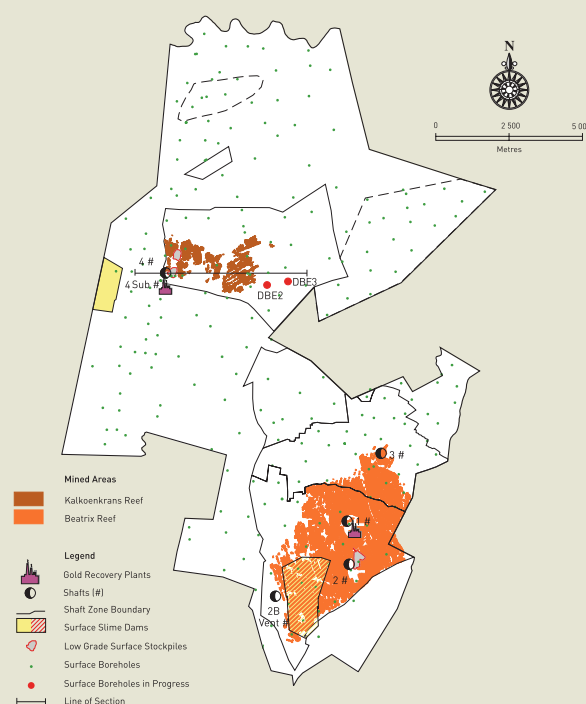 N
0 2 500 5 00
Metres
4 #
4 Sub #
DBE3
DBE2
3 #
1 #
2 #
2B
Vent #
Mined Areas
Kalkoenkrans Reef
Beatrix Reef
Legend
Gold Recovery Plants
Shafts (#)
Shaft Zone Boundary
Surface Slime Dams
Low Grade Surface Stockpiles
Surface Boreholes
Surface Boreholes in Progress
Line of Section